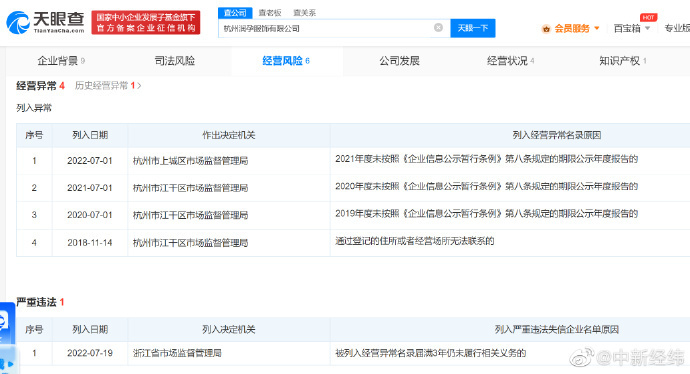 天眼查
TianYanCha.com
国家中小企业发展子基金旗下
官方备案企业征信机构
查公司 查老板 查关系
杭州润孕服饰有限公司
天眼一下
会员服务
百宝箱
HOT
专业版
企业背景 9
司法风险
经营风险 6
公司发展
经营状况 4
知识产权 1
经营异常 4 历史经营异常 1 >
列入异常
序号 列入日期 作出决定机关 列入经营异常名录原因
1 2022-07-01 杭州市上城区市场监督管理局 2021年度未按照《企业信息公示暂行条例》第八条规定的期限公示年度报告的
2 2021-07-01 杭州市江干区市场监督管理局 2020年度未按照《企业信息公示暂行条例》第八条规定的期限公示年度报告的
3 2020-07-01 杭州市江干区市场监督管理局 2019年度未按照《企业信息公示暂行条例》第八条规定的期限公示年度报告的
4 2018-11-14 杭州市江干区市场监督管理局 通过登记的住所或者经营场所无法联系的
严重违法 1
序号 列入日期 列入决定机关 列入严重违法失信企业名单原因
1 2022-07-19 浙江省市场监督管理局 被列入经营异常名录届满3年仍未履行相关义务的
@中新经纬